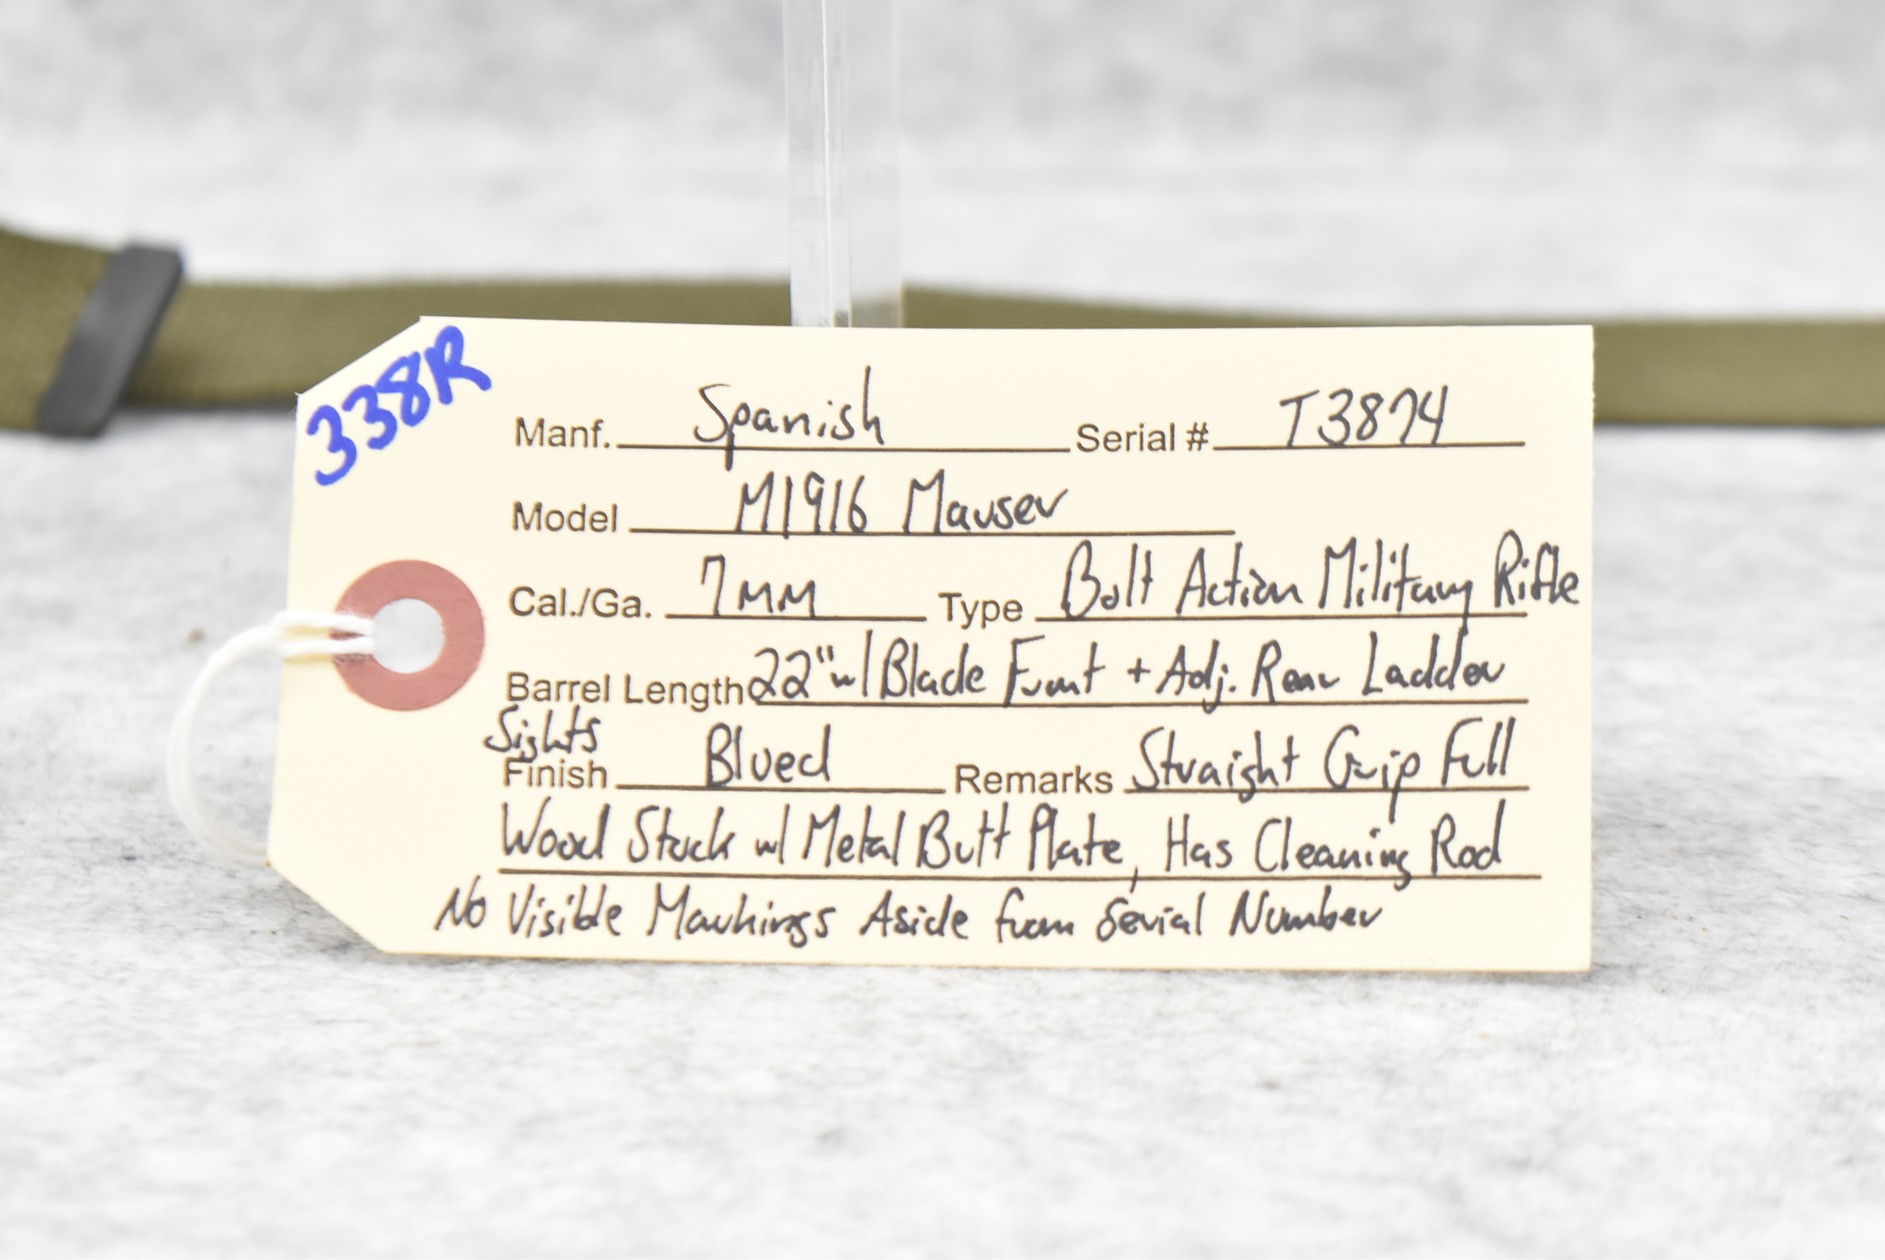 338R
Manf. Spanish Serial # T3874
Model M1916 Mauser
Cal./Ga. 7MM Type Bolt Action Military Rifle
Barrel Length 22" w/ Blade Front + Adj. Rear Ladder
Sights
Finish Blued Remarks Straight Grip Full
Wood Stock w/ Metal Butt Plate, Has Cleaning Rod
No Visible Markings Aside from Serial Number